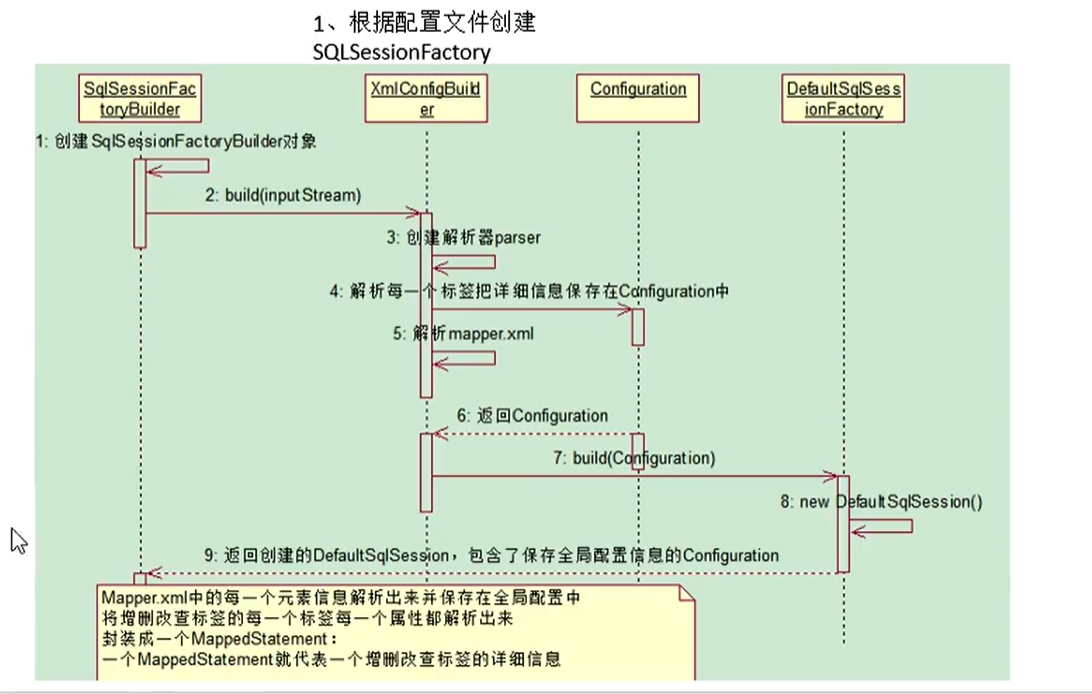 1、根据配置文件创建
SQLSessionFactory
SqlSessionFac
toryBuilder
XmlConfigBuild
er
Configuration
DefaultSqlSess
ionFactory
1: 创建SqlSessionFactoryBuilder对象
2: build(inputStream)
3: 创建解析器parser
4: 解析每一个标签把详细信息保存在Configuration中
5: 解析mapper.xml
6: 返回Configuration
7: build(Configuration)
8: new DefaultSqlSession()
9: 返回创建的DefaultSqlSession，包含了保存全局配置信息的Configuration
Mapper.xml中的每一个元素信息解析出来并保存在全局配置中
将增删改查标签的每一个标签每一个属性都解析出来
封装成一个MappedStatement：
一个MappedStatement就代表一个增删改查标签的详细信息